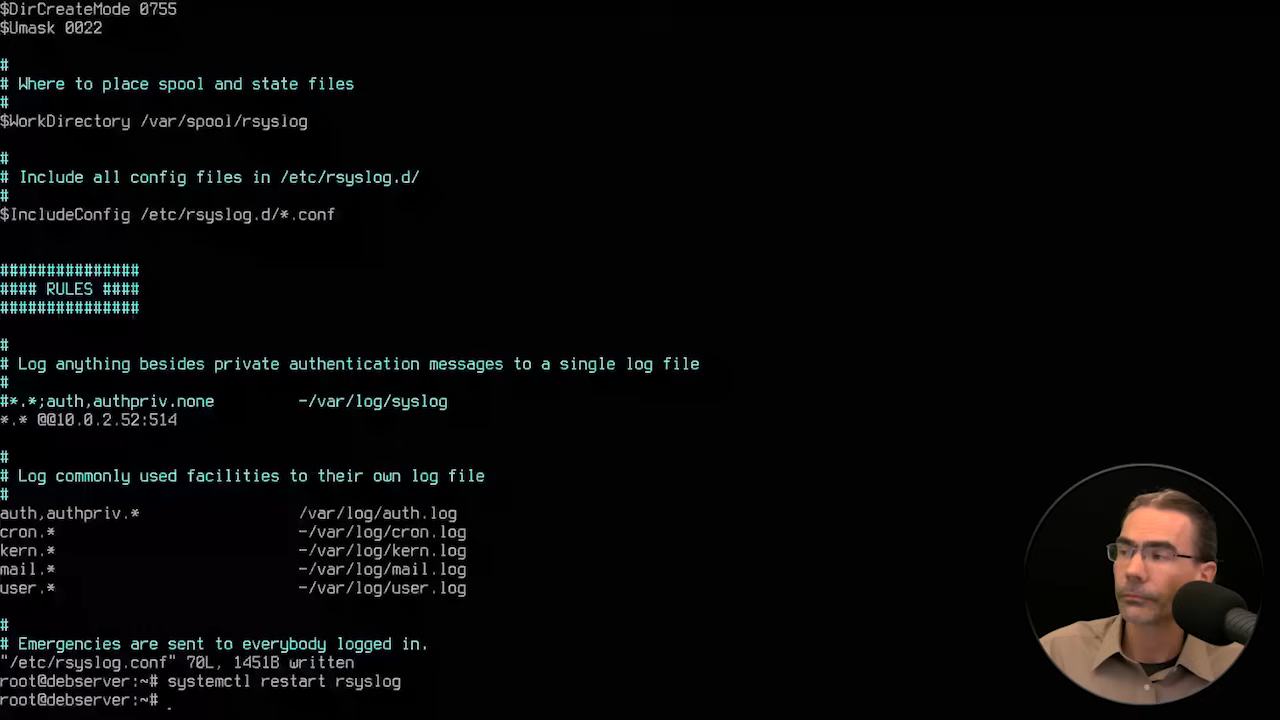 $DirCreateMode 0755
$Umask 0022
#
# Where to place spool and state files
#
$WorkDirectory /var/spool/rsyslog
#
# Include all config files in /etc/rsyslog.d/
#
$IncludeConfig /etc/rsyslog.d/*.conf
###############
#### RULES ####
###############
#
# Log anything besides private authentication messages to a single log file
#
#*.*;auth,authpriv.none -/var/log/syslog
*.* @@10.0.2.52:514
#
# Log commonly used facilities to their own log file
#
auth,authpriv.* /var/log/auth.log
cron.* -/var/log/cron.log
kern.* -/var/log/kern.log
mail.* -/var/log/mail.log
user.* -/var/log/user.log
#
# Emergencies are sent to everybody logged in.
"/etc/rsyslog.conf" 70L, 1451B written
root@debserver:~# systemctl restart rsyslog
root@debserver:~#